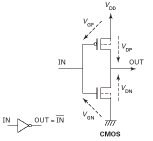 VDD
VGP
VDP
IN
OUT
VDN
VGN
IN
OUT = IN
CMOS